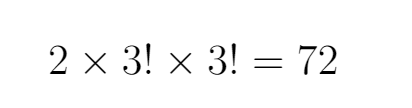 2 × 3! × 3! = 72